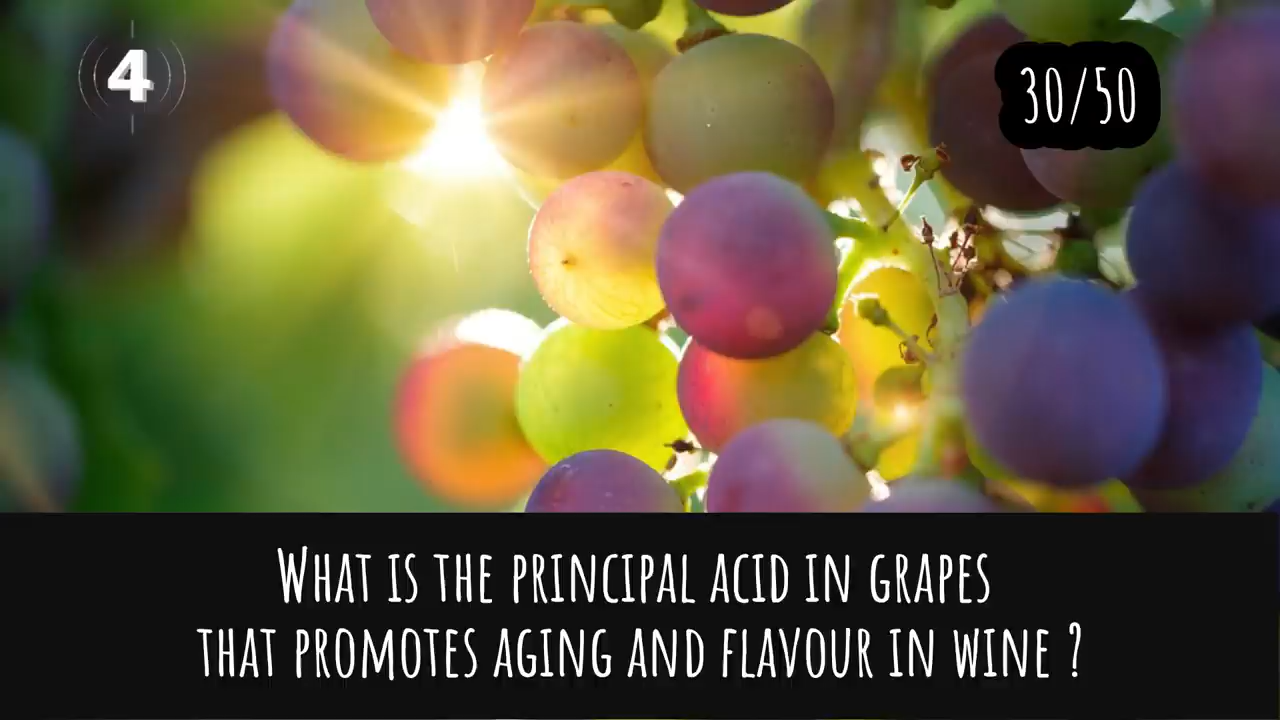 4
30/50
What is the principal acid in grapes
that promotes aging and flavour in wine ?